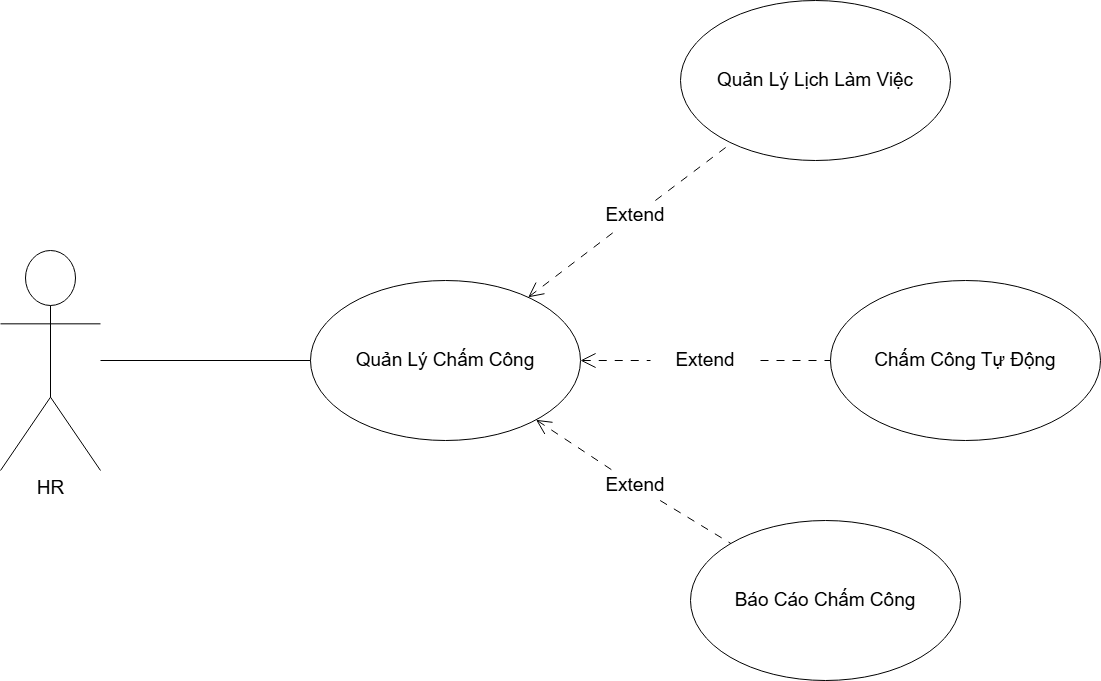 Quản Lý Lịch Làm Việc
Extend
Quản Lý Chấm Công
Extend
Chấm Công Tự Động
Extend
HR
Báo Cáo Chấm Công